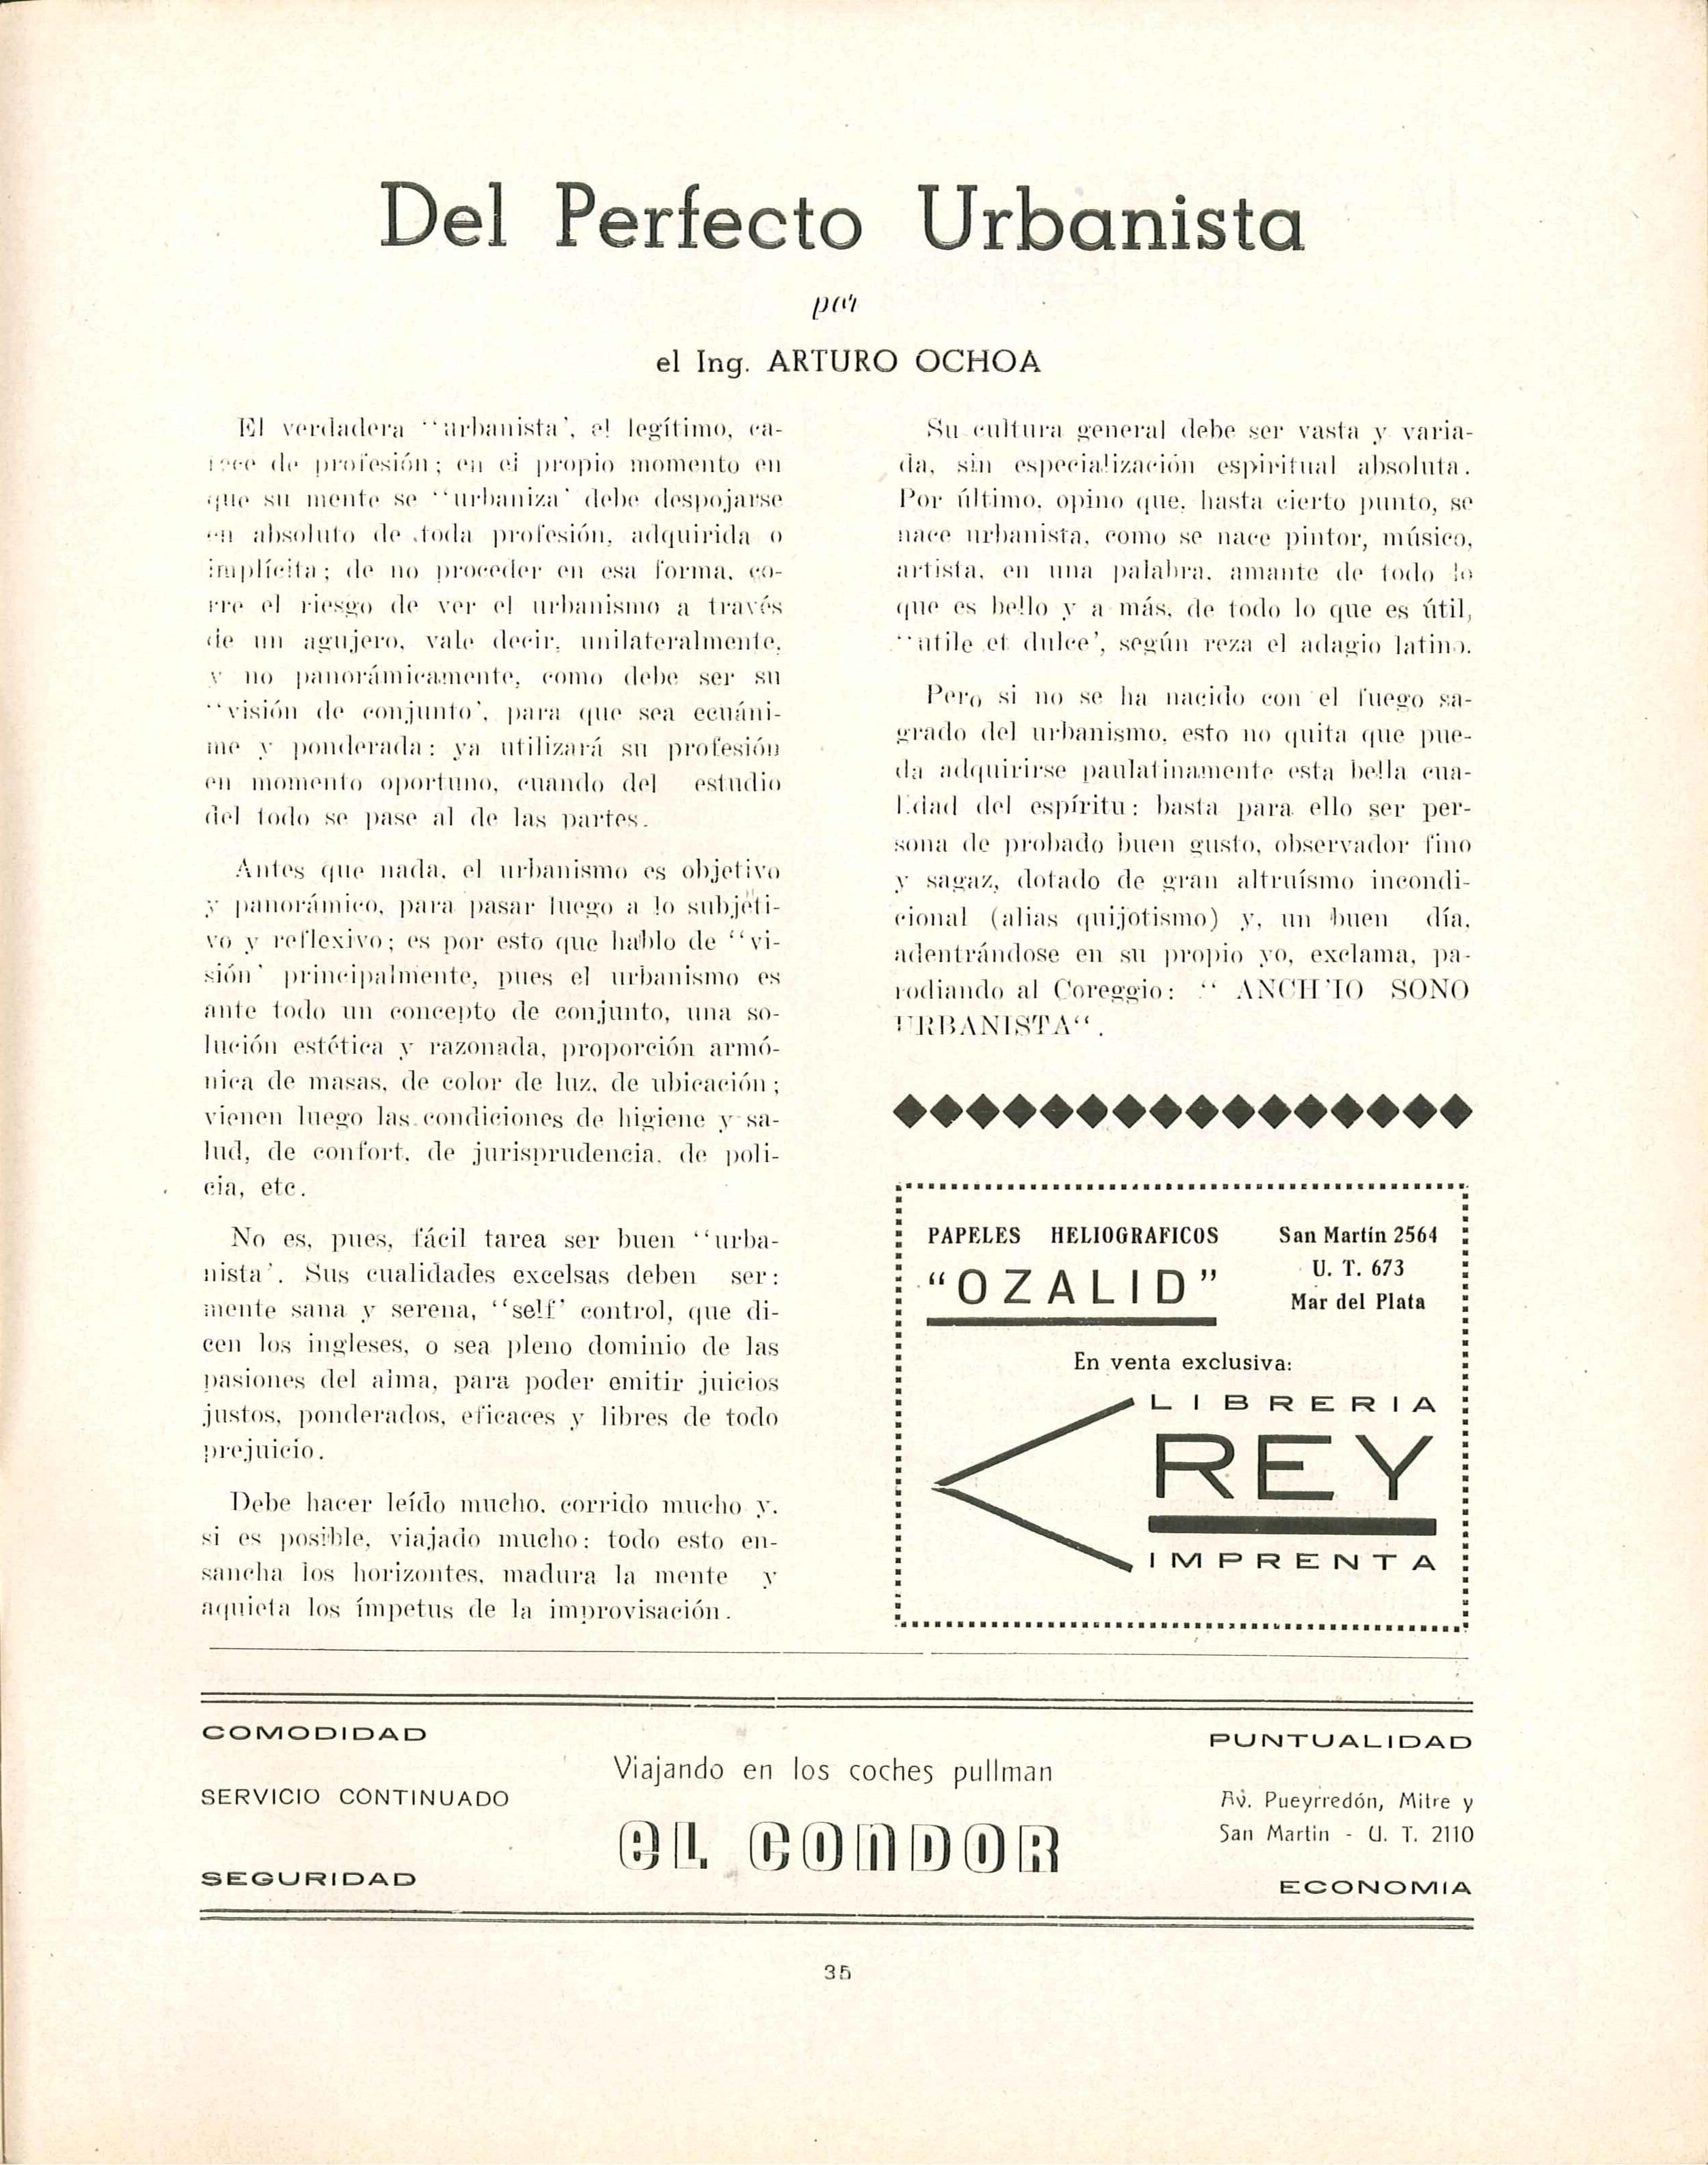 Del Perfecto Urbanista
por
el Ing. ARTURO OCHOA
El verdadera ‘‘urbanista’, el legítimo, ca-
rece de profesión; en el propio momento en
que su mente se ‘‘urbaniza’ debe despojarse
en absoluto de toda profesión, adquirida o
implícita; de no proceder en esa forma, co-
rre el riesgo de ver el urbanismo a través
de un agujero, vale decir, unilateralmente,
y no panorámicamente, como debe ser su
‘‘visión de conjunto’, para que sea ecuáni-
me y ponderada: ya utilizará su profesión
en momento oportuno, cuando del estudio
del todo se pase al de las partes.
Antes que nada, el urbanismo es objetivo
y panorámico, para pasar luego a lo subjeti-
vo y reflexivo; es por esto que hablo de ‘‘vi-
sión’ principalmente, pues el urbanismo es
ante todo un concepto de conjunto, una so-
lución estética y razonada, proporción armó-
nica de masas, de color de luz, de ubicación;
vienen luego las condiciones de higiene y sa-
lud, de confort, de jurisprudencia, de poli-
cia, etc.
No es, pues, fácil tarea ser buen ‘‘urba-
nista’. Sus cualidades excelsas deben ser:
mente sana y serena, ‘‘self’ control, que di-
cen los ingleses, o sea pleno dominio de las
pasiones del alma, para poder emitir juicios
justos, ponderados, eficaces y libres de todo
prejuicio.
Debe hacer leído mucho, corrido mucho y,
si es posible, viajado mucho: todo esto en-
sancha los horizontes, madura la mente y
aquieta los ímpetus de la improvisación.
Su cultura general debe ser vasta y varia-
da, sin especialización espiritual absoluta.
Por último, opino que, hasta cierto punto, se
nace urbanista, como se nace pintor, músico,
artista, en una palabra, amante de todo lo
que es bello y a más, de todo lo que es útil,
‘‘utile et dulce’, según reza el adagio latino.
Pero si no se ha nacido con el fuego sa-
grado del urbanismo, esto no quita que pue-
da adquirirse paulatinamente esta bella cua-
lidad del espíritu: basta para ello ser per-
sona de probado buen gusto, observador fino
y sagaz, dotado de gran altruísmo incondi-
cional (alias quijotismo) y, un buen día,
adentrándose en su propio yo, exclama, pa-
rodiando al Coreggio: ‘‘ ANCH’IO SONO
URBANISTA‘‘.
PAPELES HELIOGRAFICOS
“OZALID”
San Martín 2564
U. T. 673
Mar del Plata
En venta exclusiva:
LIBRERIA
REY
IMPRENTA
COMODIDAD
SERVICIO CONTINUADO
SEGURIDAD
Viajando en los coches pullman
EL CONDOR
PUNTUALIDAD
Av. Pueyrredón, Mitre y
San Martin - U. T. 2110
ECONOMIA
35